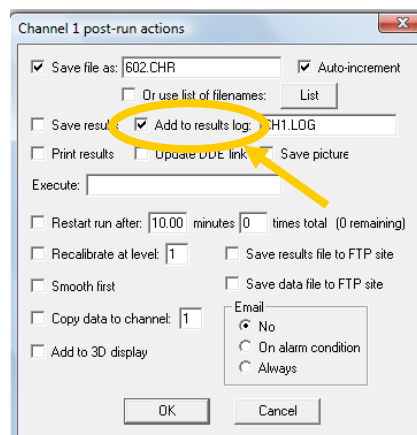 Channel 1 post-run actions
Save file as: 602.CHR Auto-increment
Or use list of filenames: List
Save results Add to results log: CH1.LOG
Print results Update DDE link Save picture
Execute:
Restart run after: 10.00 minutes 0 times total (0 remaining)
Recalibrate at level: 1 Save results file to FTP site
Smooth first Save data file to FTP site
Copy data to channel: 1 Email
No
Add to 3D display On alarm condition
Always
OK Cancel